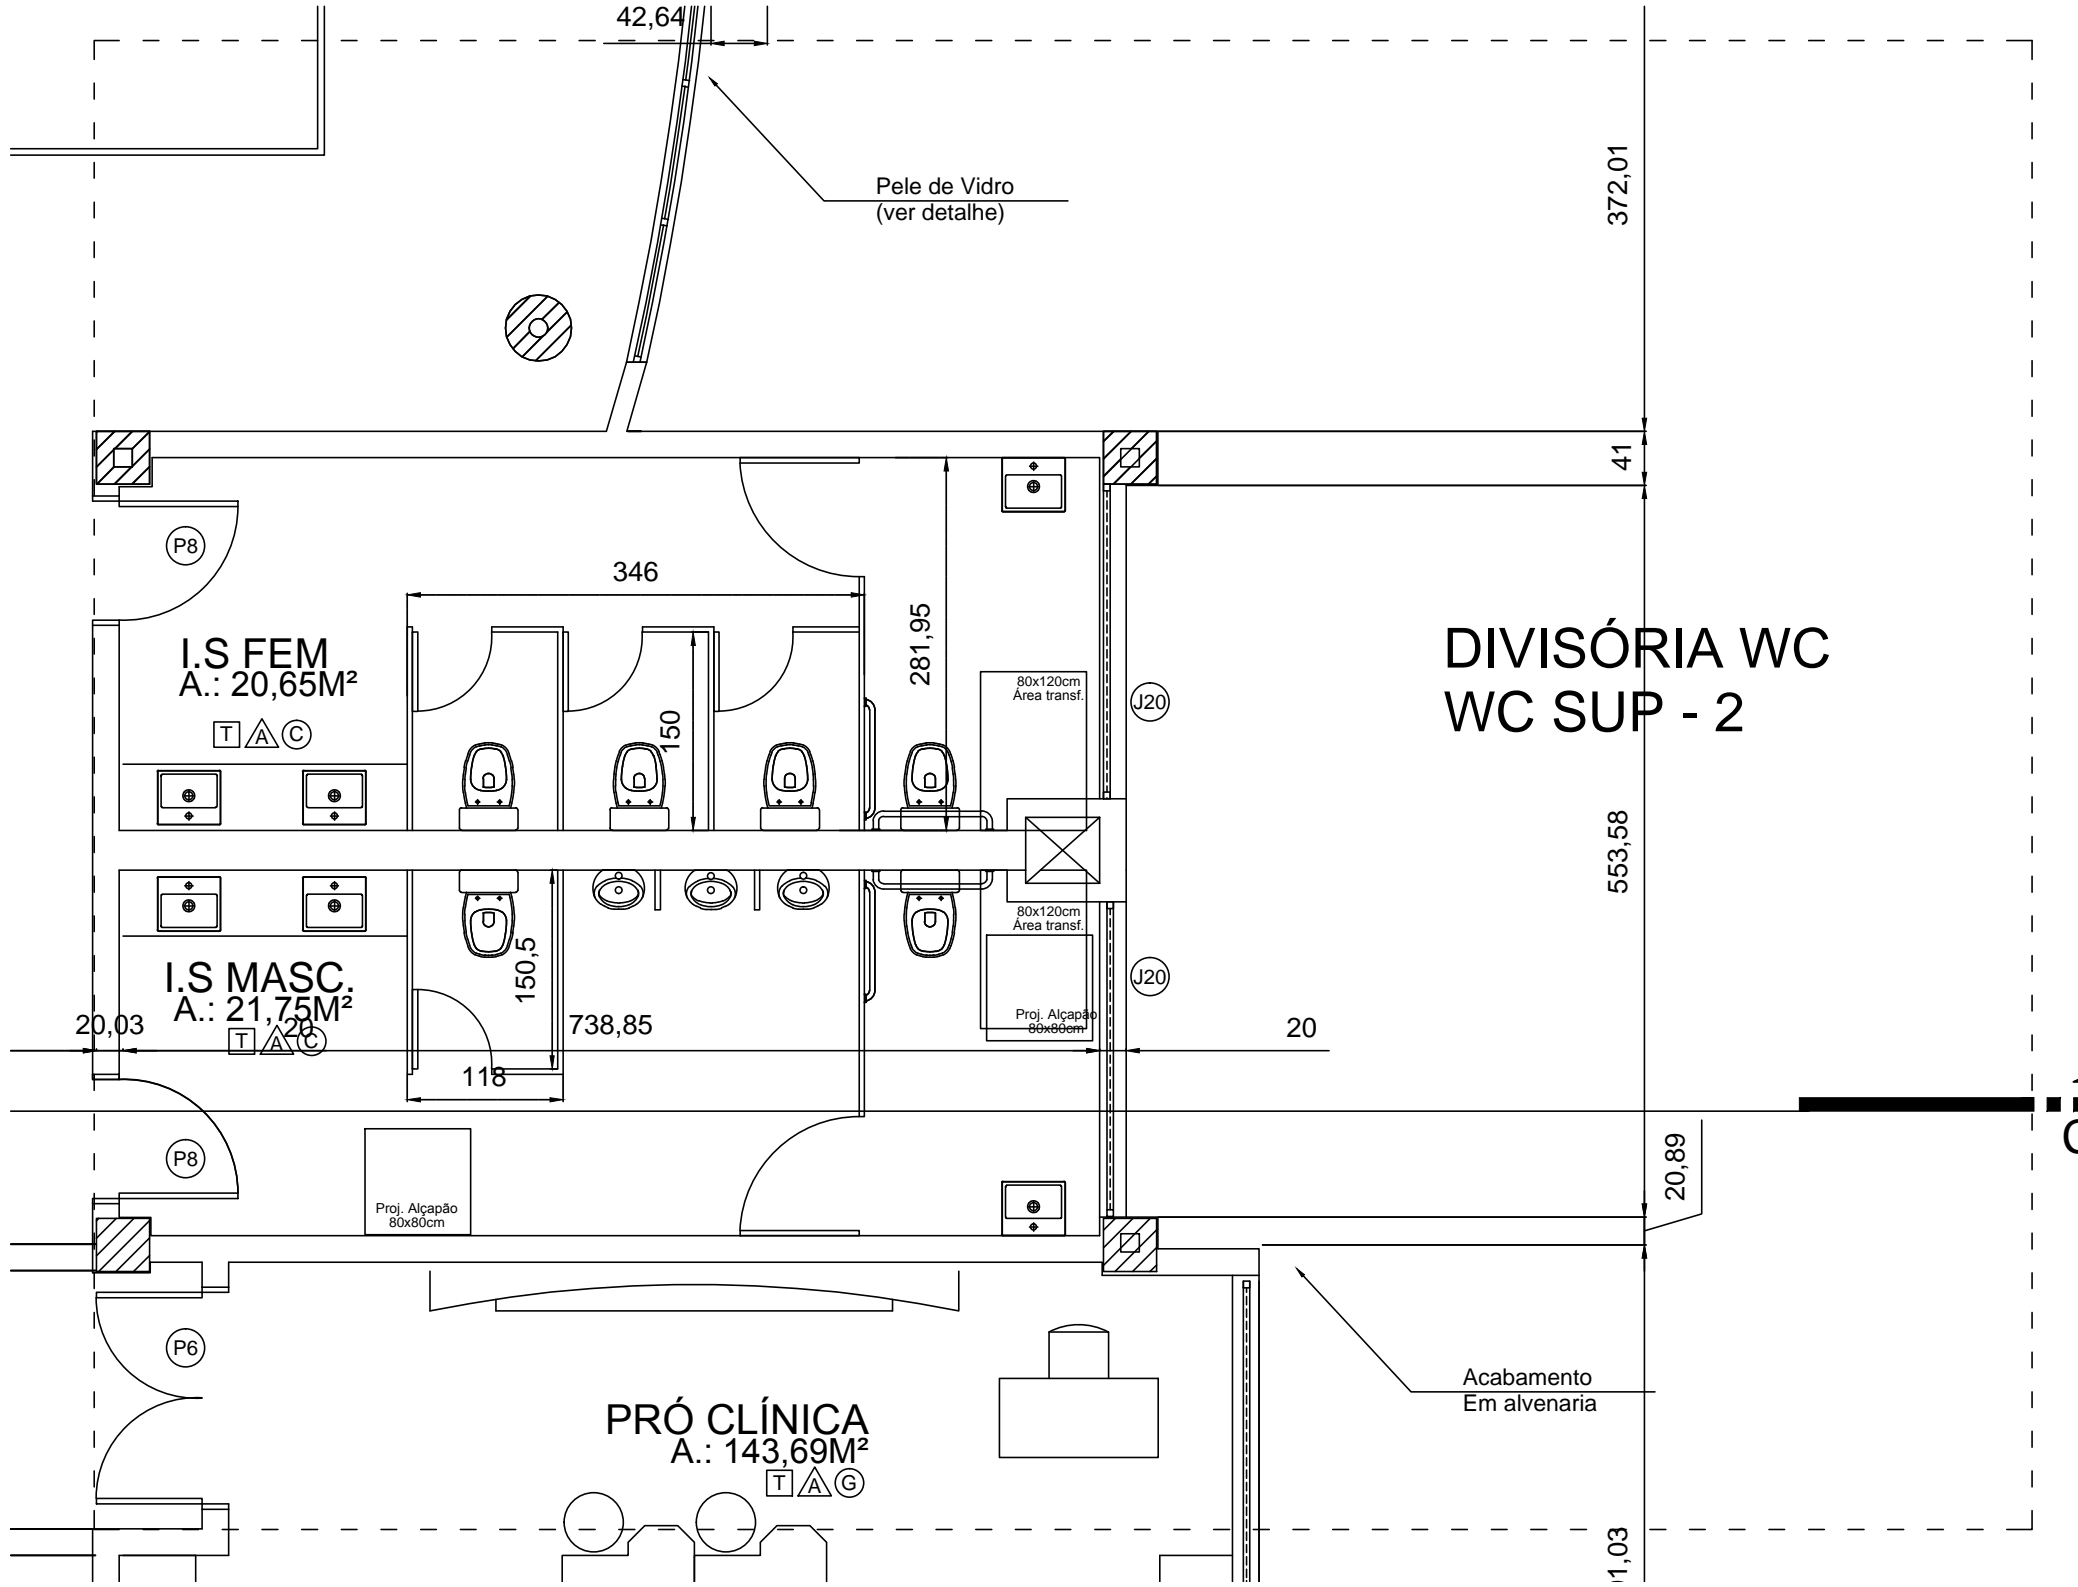 42,64
Pele de Vidro
(ver detalhe)
372,01
41
P8
346
281,95
I.S FEM
A.: 20,65M²
T A C
150
80x120cm
Área transf.
J20
DIVISÓRIA WC
WC SUP - 2
553,58
80x120cm
Área transf.
J20
150,5
I.S MASC.
A.: 21,75M²
T A C
20,03
20
738,85
Proj. Alçapão
80x80cm
20
118
P8
Proj. Alçapão
80x80cm
20,89
P6
Acabamento
Em alvenaria
PRÓ CLÍNICA
A.: 143,69M²
T A G